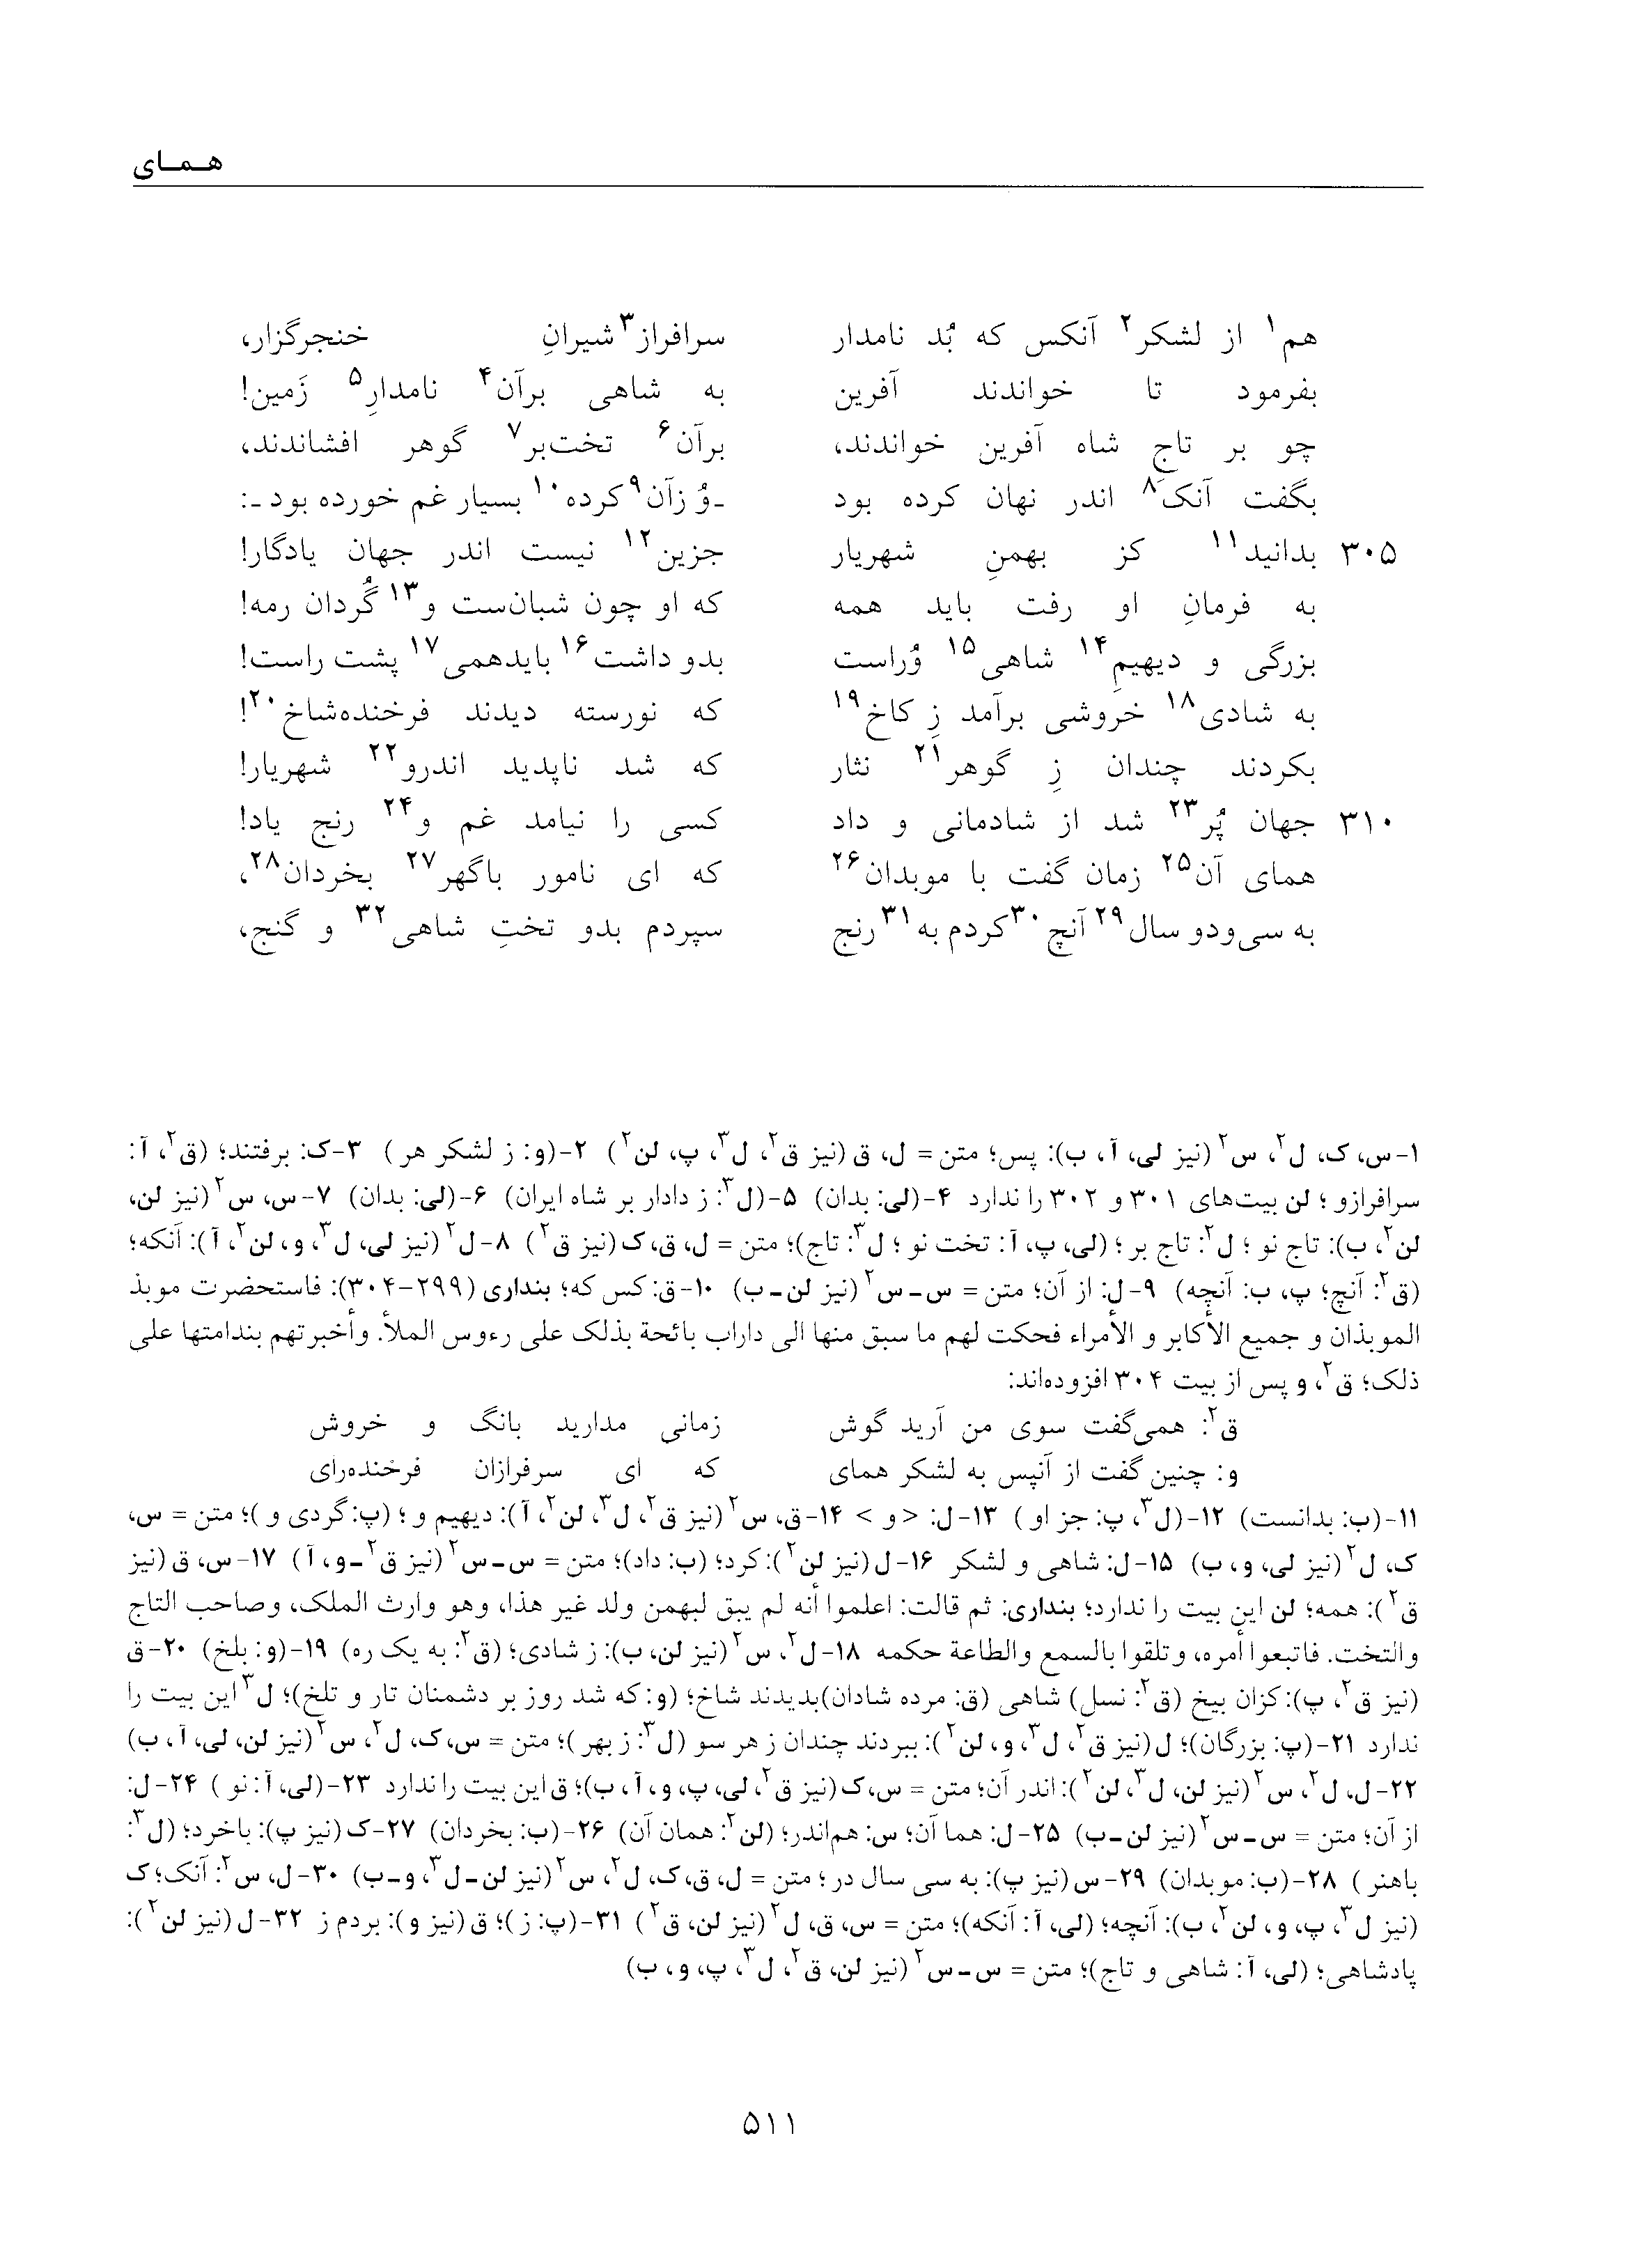 همای
هم¹ از لشکر² آنکس که بُد نامدار سرافراز³ شیرانِ خنجرگزار،
بفرمود تا خواندند آفرین به شاهی برآن⁴ نامدارِ⁵ زَمین!
چو بر تاجِ شاه آفرین خواندند، برآن⁶ تخت‌بر⁷ گوهر افشاندند،
بگفت آنک⁸ اندر نهان کرده بود -وُ زآن⁹ کرده¹⁰ بسیار غم خورده بود-:
۳۰۵ بدانید¹¹ کز بهمنِ شهریار جزین¹² نیست اندر جهان یادگار!
به فرمانِ او رفت باید همه که او چون شبان‌ست و¹³ گُردان رمه!
بزرگی و دیهیمِ¹⁴ شاهی¹⁵ وُراست بدو داشت¹⁶ بایدهمی¹⁷ پشت راست!
به شادی¹⁸ خروشی برآمد زِ کاخ¹⁹ که نورسته دیدند فرخنده‌شاخ²⁰!
بکردند چندان زِ گوهر²¹ نثار که شد ناپدید اندرو²² شهریار!
۳۱۰ جهان پُر²³ شد از شادمانی و داد کسی را نیامد غم و²⁴ رنج یاد!
همای آن²⁵ زمان گفت با موبدان²⁶ که ای نامور باگهر²⁷ بخردان²⁸،
به سی‌ودو سال²⁹ آنچ³⁰ کردم به³¹ رنج سپردم بدو تختِ شاهی³² و گنج،
۱-س، ک، ل²، س² (نیز لی، آ، ب): پس؛ متن = ل، ق (نیز ق²، ل³، پ، لن²) ۲-(و: ز لشکر هر) ۳-ک: برفتند؛ (ق²، آ:
سرافرازو؛ لن بیت‌های ۳۰۱ و ۳۰۲ را ندارد ۴-(لی: بدان) ۵-(ل³: ز دادار بر شاه ایران) ۶-(لی: بدان) ۷-س، س² (نیز لن،
لن²، ب): تاج نو؛ ل²: تاج بر؛ (لی، پ، آ: تخت نو؛ ل³: تاج)؛ متن = ل، ق، ک (نیز ق²) ۸-ل² (نیز لی، ل³، و، لن²، آ): آنکه؛
(ق²: آنچ؛ پ، ب: آنچه) ۹-ل: از آن؛ متن = س-س² (نیز لن-ب) ۱۰-ق: کس که؛ بنداری (۲۹۹-۳۰۴): فاستحضرت موبذ
الموبذان و جمیع الأکابر و الأمراء فحکت لهم ما سبق منها الی داراب بائحة بذلک علی رءوس الملأ. وأخبرتهم بندامتها علی
ذلک؛ ق²، و پس از بیت ۳۰۴ افزوده‌اند:
ق²: همی‌گفت سوی من آرید گوش زمانی مدارید بانگ و خروش
و: چنین گفت از آنپس به لشکر همای که ای سرفرازان فرخنده‌رای
۱۱-(ب: بدانست) ۱۲-(ل³، پ: جز او) ۱۳-ل: <و> ۱۴-ق، س² (نیز ق²، ل³، لن²، آ): دیهیم و؛ (پ: گردی و)؛ متن = س،
ک، ل² (نیز لی، و، ب) ۱۵-ل: شاهی و لشکر ۱۶-ل (نیز لن²): کرد؛ (ب: داد)؛ متن = س-س² (نیز ق²-و، آ) ۱۷-س، ق (نیز
ق²): همه؛ لن این بیت را ندارد؛ بنداری: ثم قالت: اعلموا أنه لم یبق لبهمن ولد غیر هذا، وهو وارث الملک، وصاحب التاج
والتخت. فاتبعوا أمره، وتلقوا بالسمع والطاعة حکمه ۱۸-ل²، س² (نیز لن، ب): ز شادی؛ (ق²: به یک ره) ۱۹-(و: بلخ) ۲۰-ق
(نیز ق²، پ): کزان بیخ (ق²: نسل) شاهی (ق: مرده شادان) بدیدند شاخ؛ (و: که شد روز بر دشمنان تار و تلخ)؛ ل³ این بیت را
ندارد ۲۱-(پ: بزرگان)؛ ل (نیز ق²، ل³، و، لن²): ببردند چندان ز هر سو (ل³: ز بهر)؛ متن = س، ک، ل²، س² (نیز لن، لی، آ، ب)
۲۲-ل، ل²، س² (نیز لن، ل³، لن²): اندر آن؛ متن = س، ک (نیز ق²، لی، پ، و، آ، ب)؛ ق این بیت را ندارد ۲۳-(لی، آ: نو) ۲۴-ل:
از آن؛ متن = س-س² (نیز لن-ب) ۲۵-ل: هما آن؛ س: هم‌اندر؛ (لن²: همان آن) ۲۶-(ب: بخردان) ۲۷-ک (نیز پ): باخرد؛ (ل³:
باهنر) ۲۸-(ب: موبدان) ۲۹-س (نیز پ): به سی سال در؛ متن = ل، ق، ک، ل²، س² (نیز لن-ل³، و-ب) ۳۰-ل، س²: آنک؛ ک
(نیز ل³، پ، و، لن²، ب): آنچه؛ (لی، آ: آنکه)؛ متن = س، ق، ل² (نیز لن، ق²) ۳۱-(پ: ز)؛ ق (نیز و): بردم ز ۳۲-ل (نیز لن²):
پادشاهی؛ (لی، آ: شاهی و تاج)؛ متن = س-س² (نیز لن، ق²، ل³، پ، و، ب)
۵۱۱